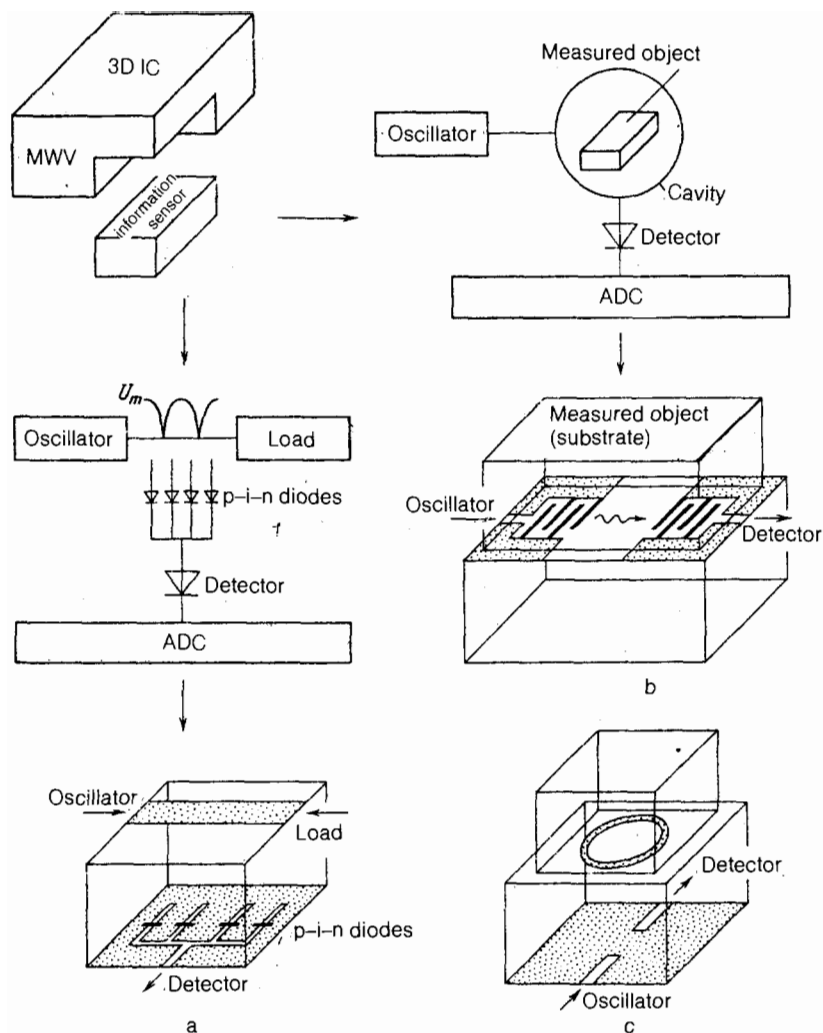 3D IC
MWV
information
sensor
Measured object
Oscillator
Cavity
Detector
ADC
U_m
Oscillator
Load
p–i–n diodes
Detector
ADC
Measured object
(substrate)
Oscillator
Detector
b
Oscillator
Load
p–i–n diodes
Detector
a
Detector
Oscillator
c